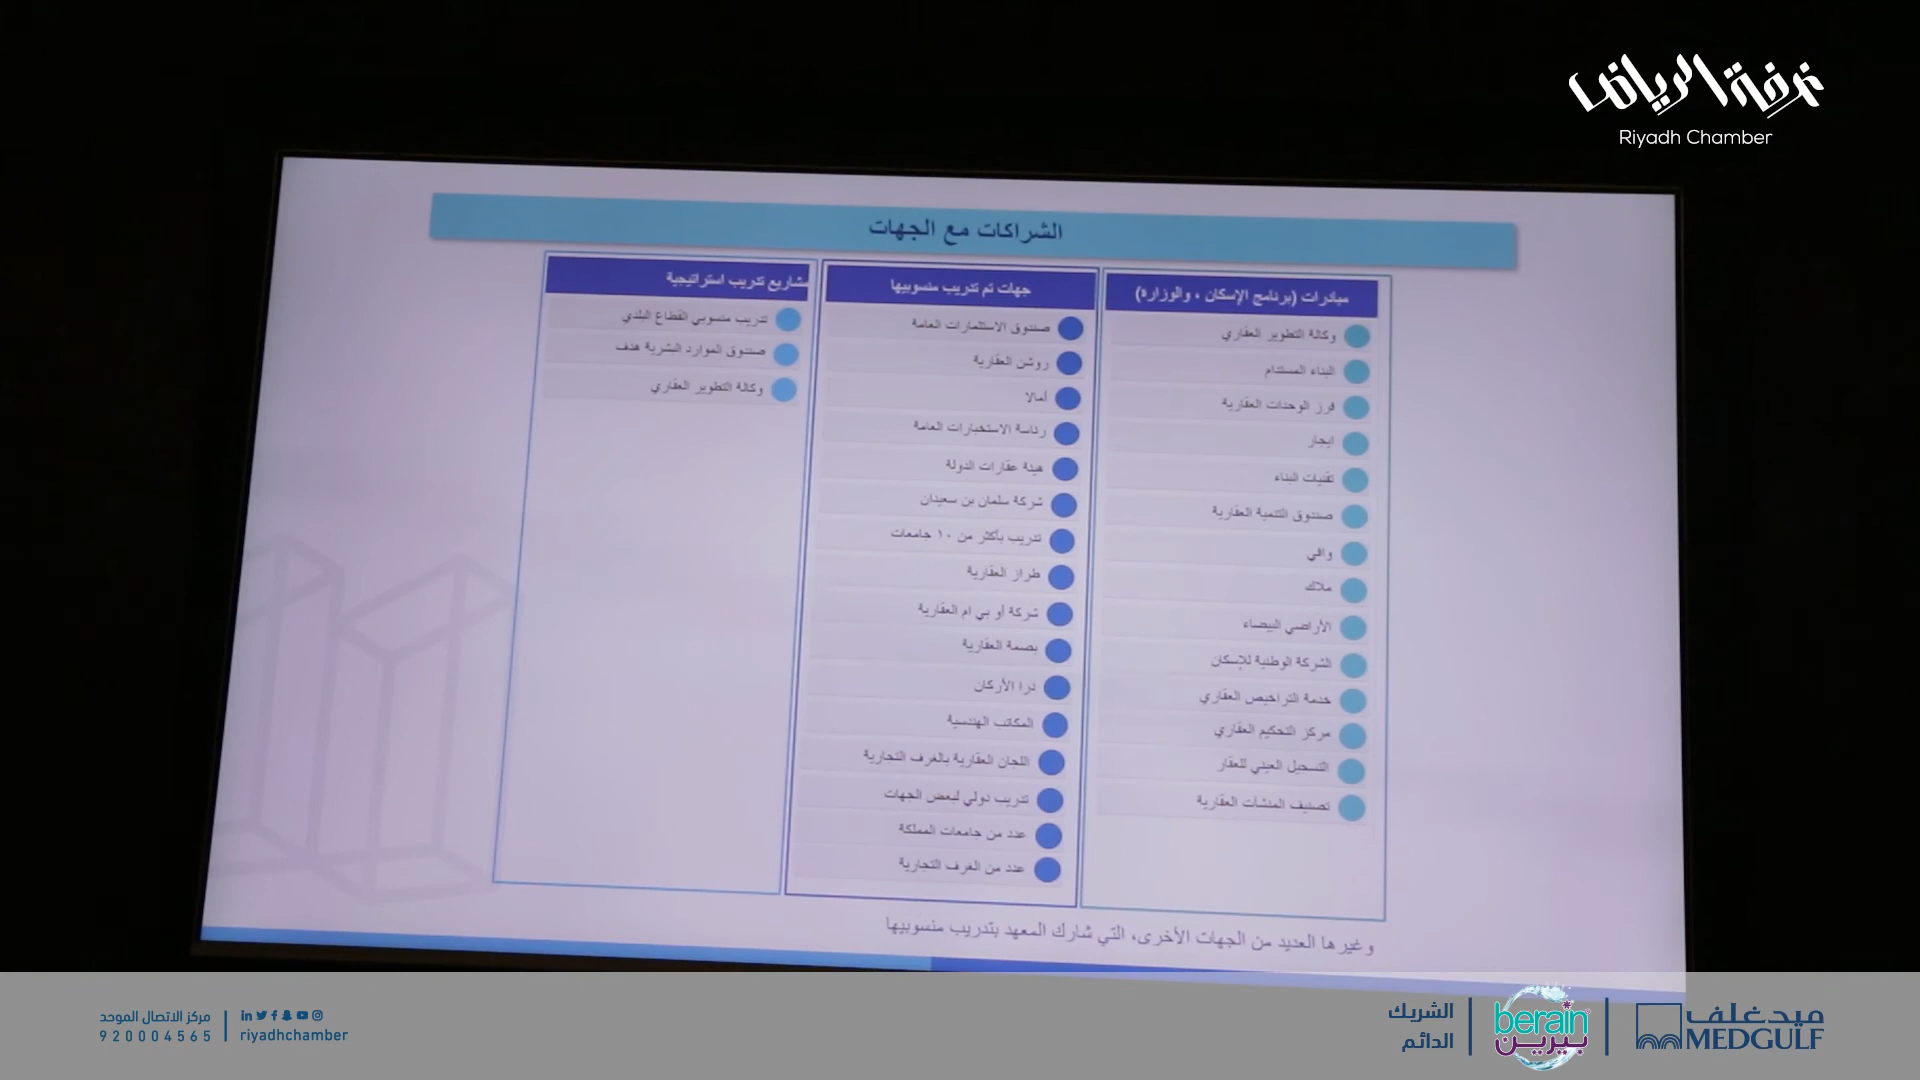 غرفة الرياض
Riyadh Chamber
الشراكات مع الجهات
مبادرات (برنامج الإسكان ، والوزارة)
وكالة التطوير العقاري
البناء المستدام
فرز الوحدات العقارية
ايجار
تقنيات البناء
صندوق التنمية العقارية
وافي
ملاك
الأراضي البيضاء
الشركة الوطنية للإسكان
خدمة التراخيص العقاري
مركز التحكيم العقاري
التسجيل العيني للعقار
تصنيف المنشآت العقارية
جهات تم تدريب منسوبيها
صندوق الاستثمارات العامة
روشن العقارية
أمالا
رئاسة الاستخبارات العامة
هيئة عقارات الدولة
شركة سلمان بن سعيدان
تدريب بأكثر من ١٠ جامعات
طراز العقارية
شركة أو بي ام العقارية
بصمة العقارية
درا الأركان
المكاتب الهندسية
اللجان العقارية بالغرف التجارية
تدريب دولي لبعض الجهات
عدد من جامعات المملكة
عدد من الغرف التجارية
مشاريع تدريب استراتيجية
تدريب منسوبي القطاع البلدي
صندوق الموارد البشرية هدف
وكالة التطوير العقاري
وغيرها العديد من الجهات الأخرى، التي شارك المعهد بتدريب منسوبيها
ميدغلف
MEDGULF
berain
بيرين
الشريك
الدائم
riyadhchamber
مركز الاتصال الموحد
920004565